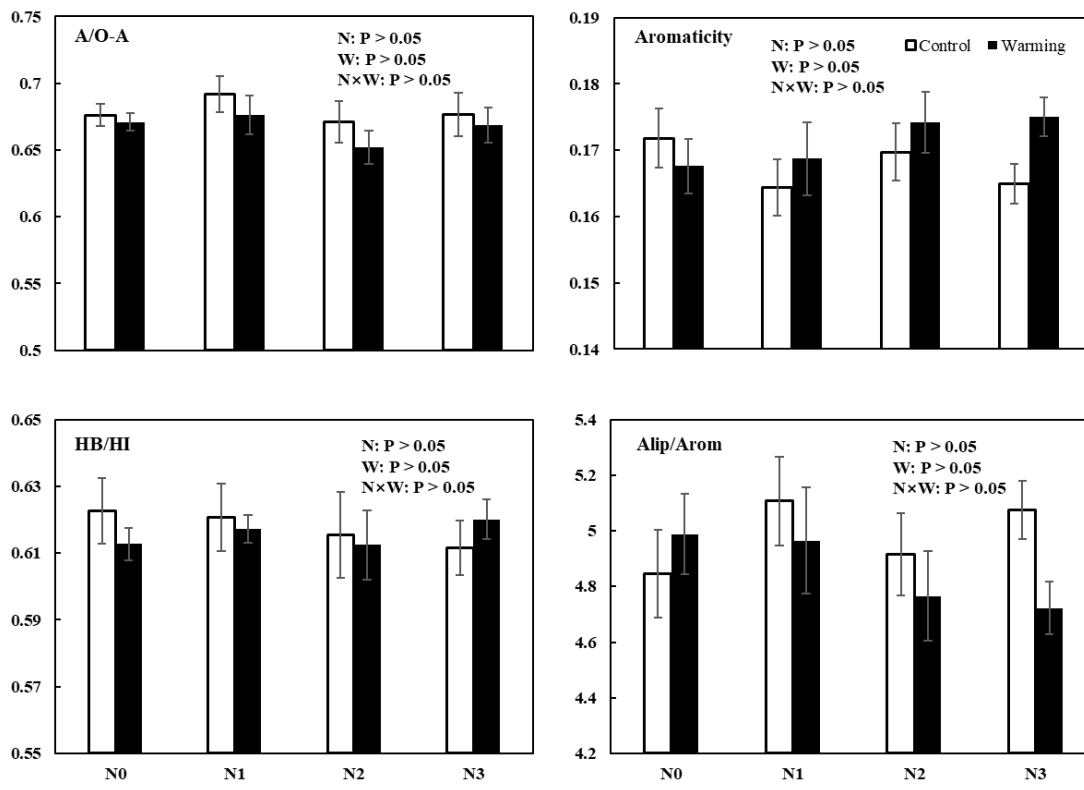 A/O-A
N: P > 0.05
W: P > 0.05
N×W: P > 0.05
0.75
0.7
0.65
0.6
0.55
0.5
Aromaticity
N: P > 0.05
W: P > 0.05
N×W: P > 0.05
Control
Warming
0.19
0.18
0.17
0.16
0.15
0.14
HB/HI
N: P > 0.05
W: P > 0.05
N×W: P > 0.05
0.65
0.63
0.61
0.59
0.57
0.55
N0 N1 N2 N3
Alip/Arom
N: P > 0.05
W: P > 0.05
N×W: P > 0.05
5.4
5.2
5
4.8
4.6
4.4
4.2
N0 N1 N2 N3